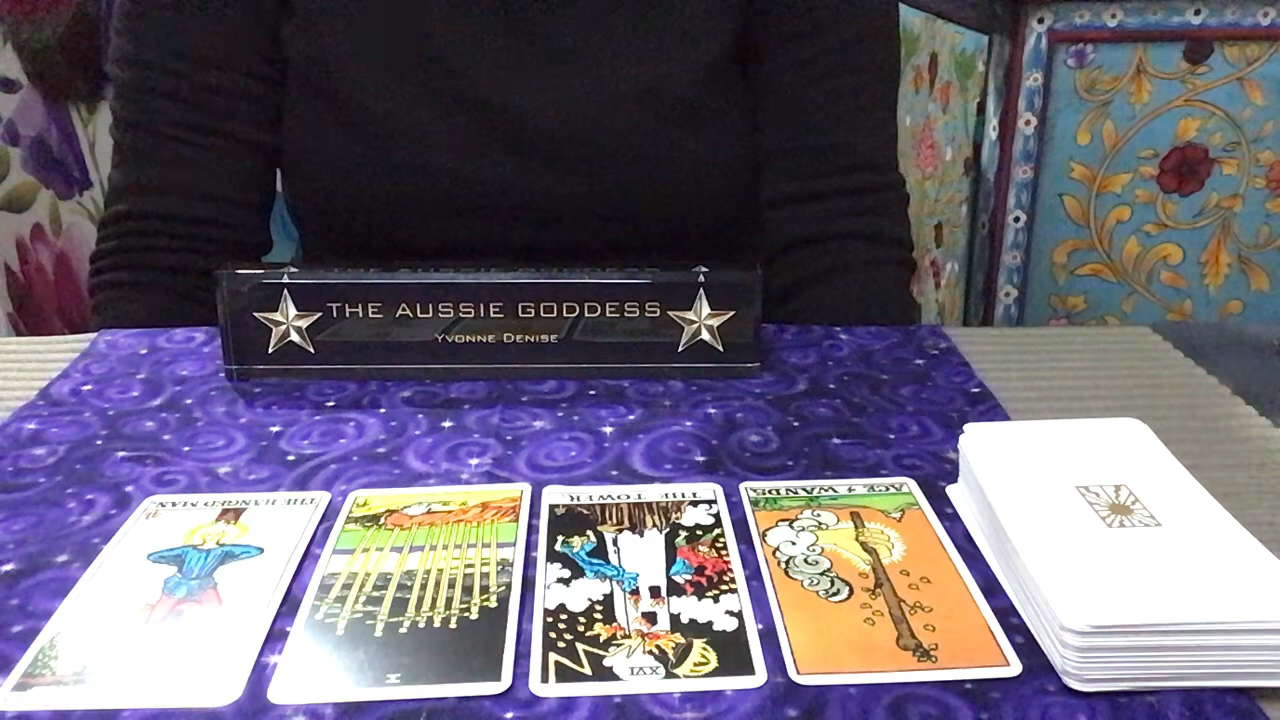 THE AUSSIE GODDESS
YVONNE DENISE
THE HANGED MAN.
X
THE TOWER.
XVI
ACE of WANDS.